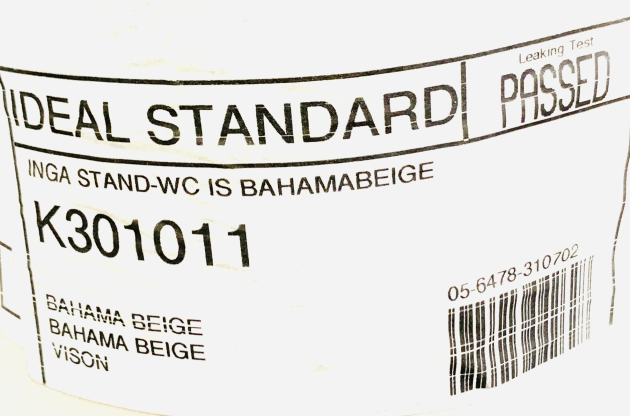 IDEAL STANDARD
Leaking Test
PASSED
INGA STAND-WC IS BAHAMABEIGE
K301011
05-6478-310702
BAHAMA BEIGE
BAHAMA BEIGE
VISON